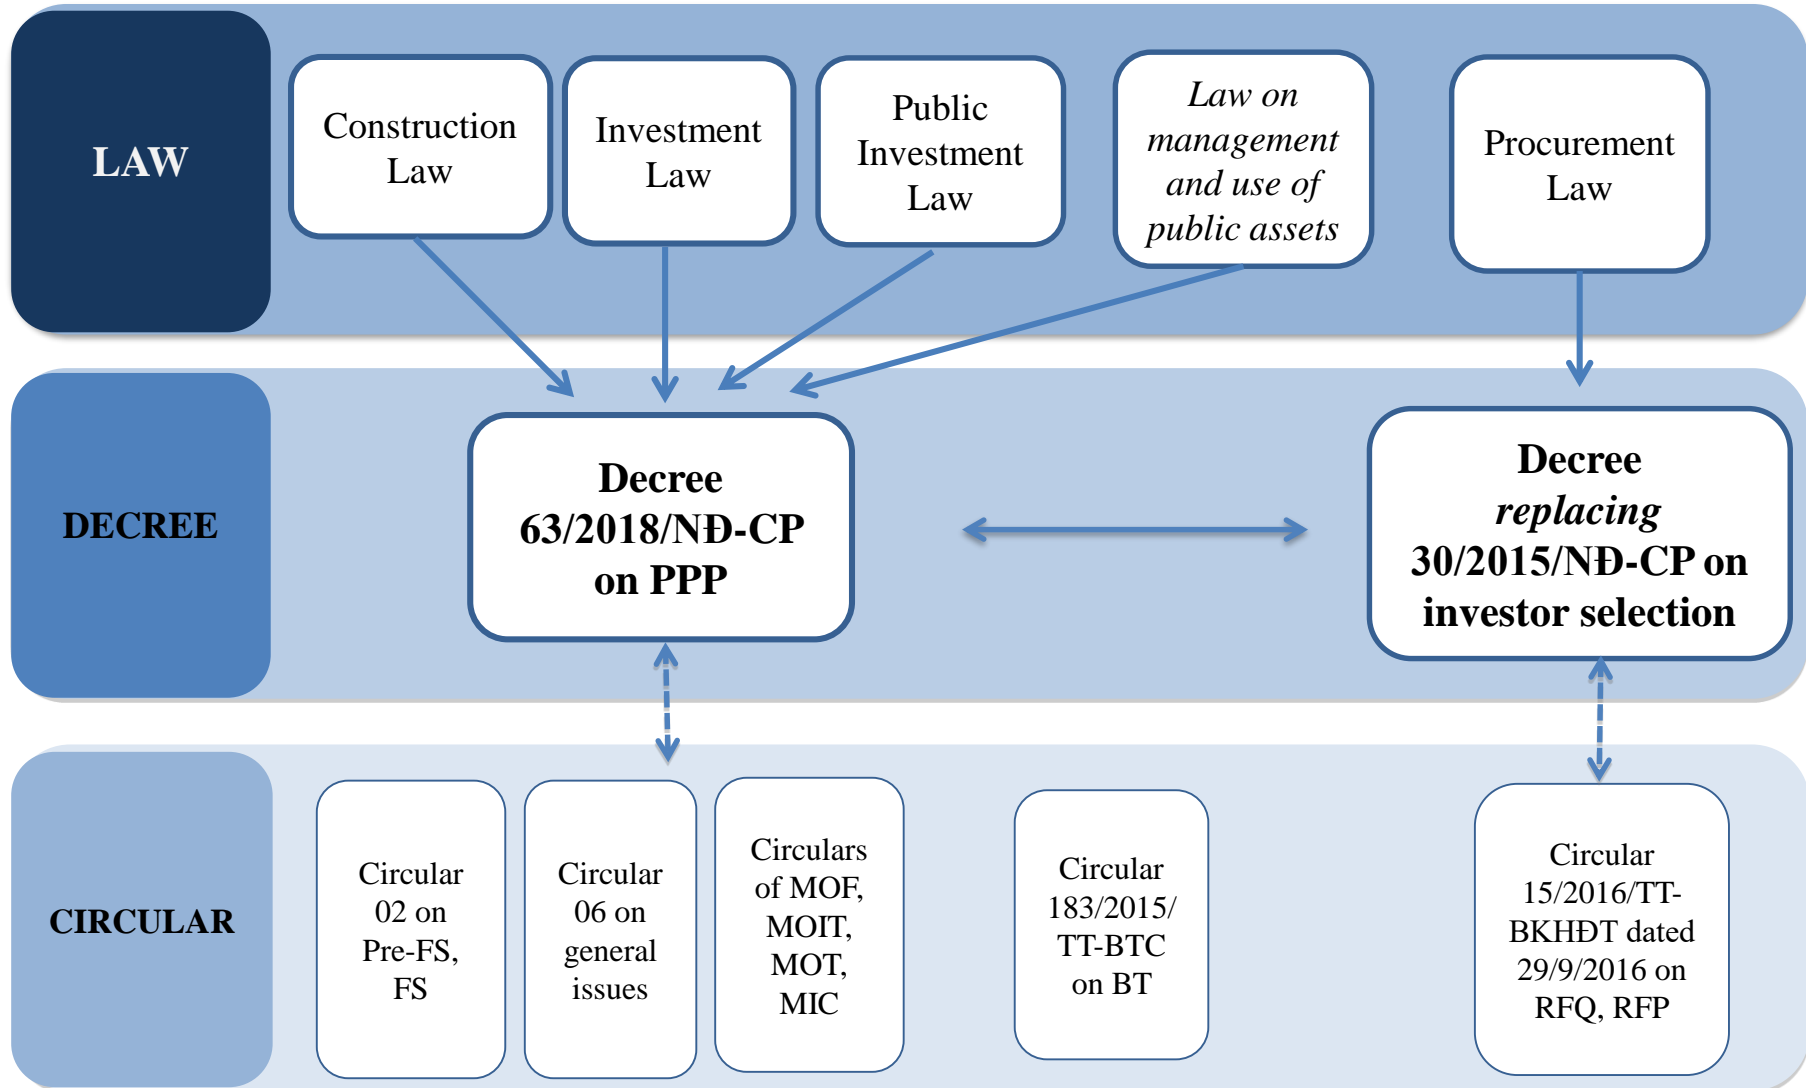 LAW
Construction
Law
Investment
Law
Public
Investment
Law
Law on
management
and use of
public assets
Procurement
Law
DECREE
Decree
63/2018/NĐ-CP
on PPP
Decree
replacing
30/2015/NĐ-CP on
investor selection
CIRCULAR
Circular
02 on
Pre-FS,
FS
Circular
06 on
general
issues
Circulars
of MOF,
MOIT,
MOT,
MIC
Circular
183/2015/
TT-BTC
on BT
Circular
15/2016/TT-
BKHĐT dated
29/9/2016 on
RFQ, RFP